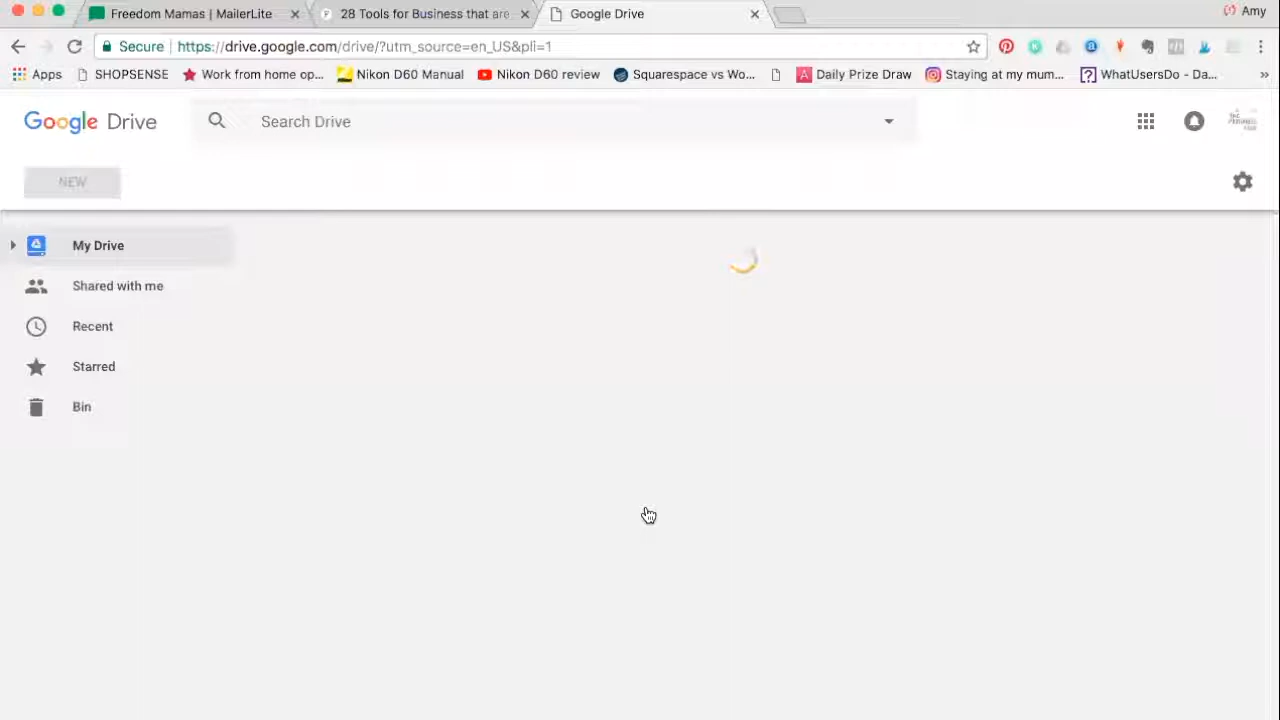 Freedom Mamas | MailerLite
28 Tools for Business that are
Google Drive
Amy
Secure
https://drive.google.com/drive/?utm_source=en_US&pli=1
Apps
SHOPSENSE
Work from home op...
Nikon D60 Manual
Nikon D60 review
Squarespace vs Wo...
Daily Prize Draw
Staying at my mum...
WhatUsersDo - Da...
»
Google Drive
Search Drive
NEW
My Drive
Shared with me
Recent
Starred
Bin